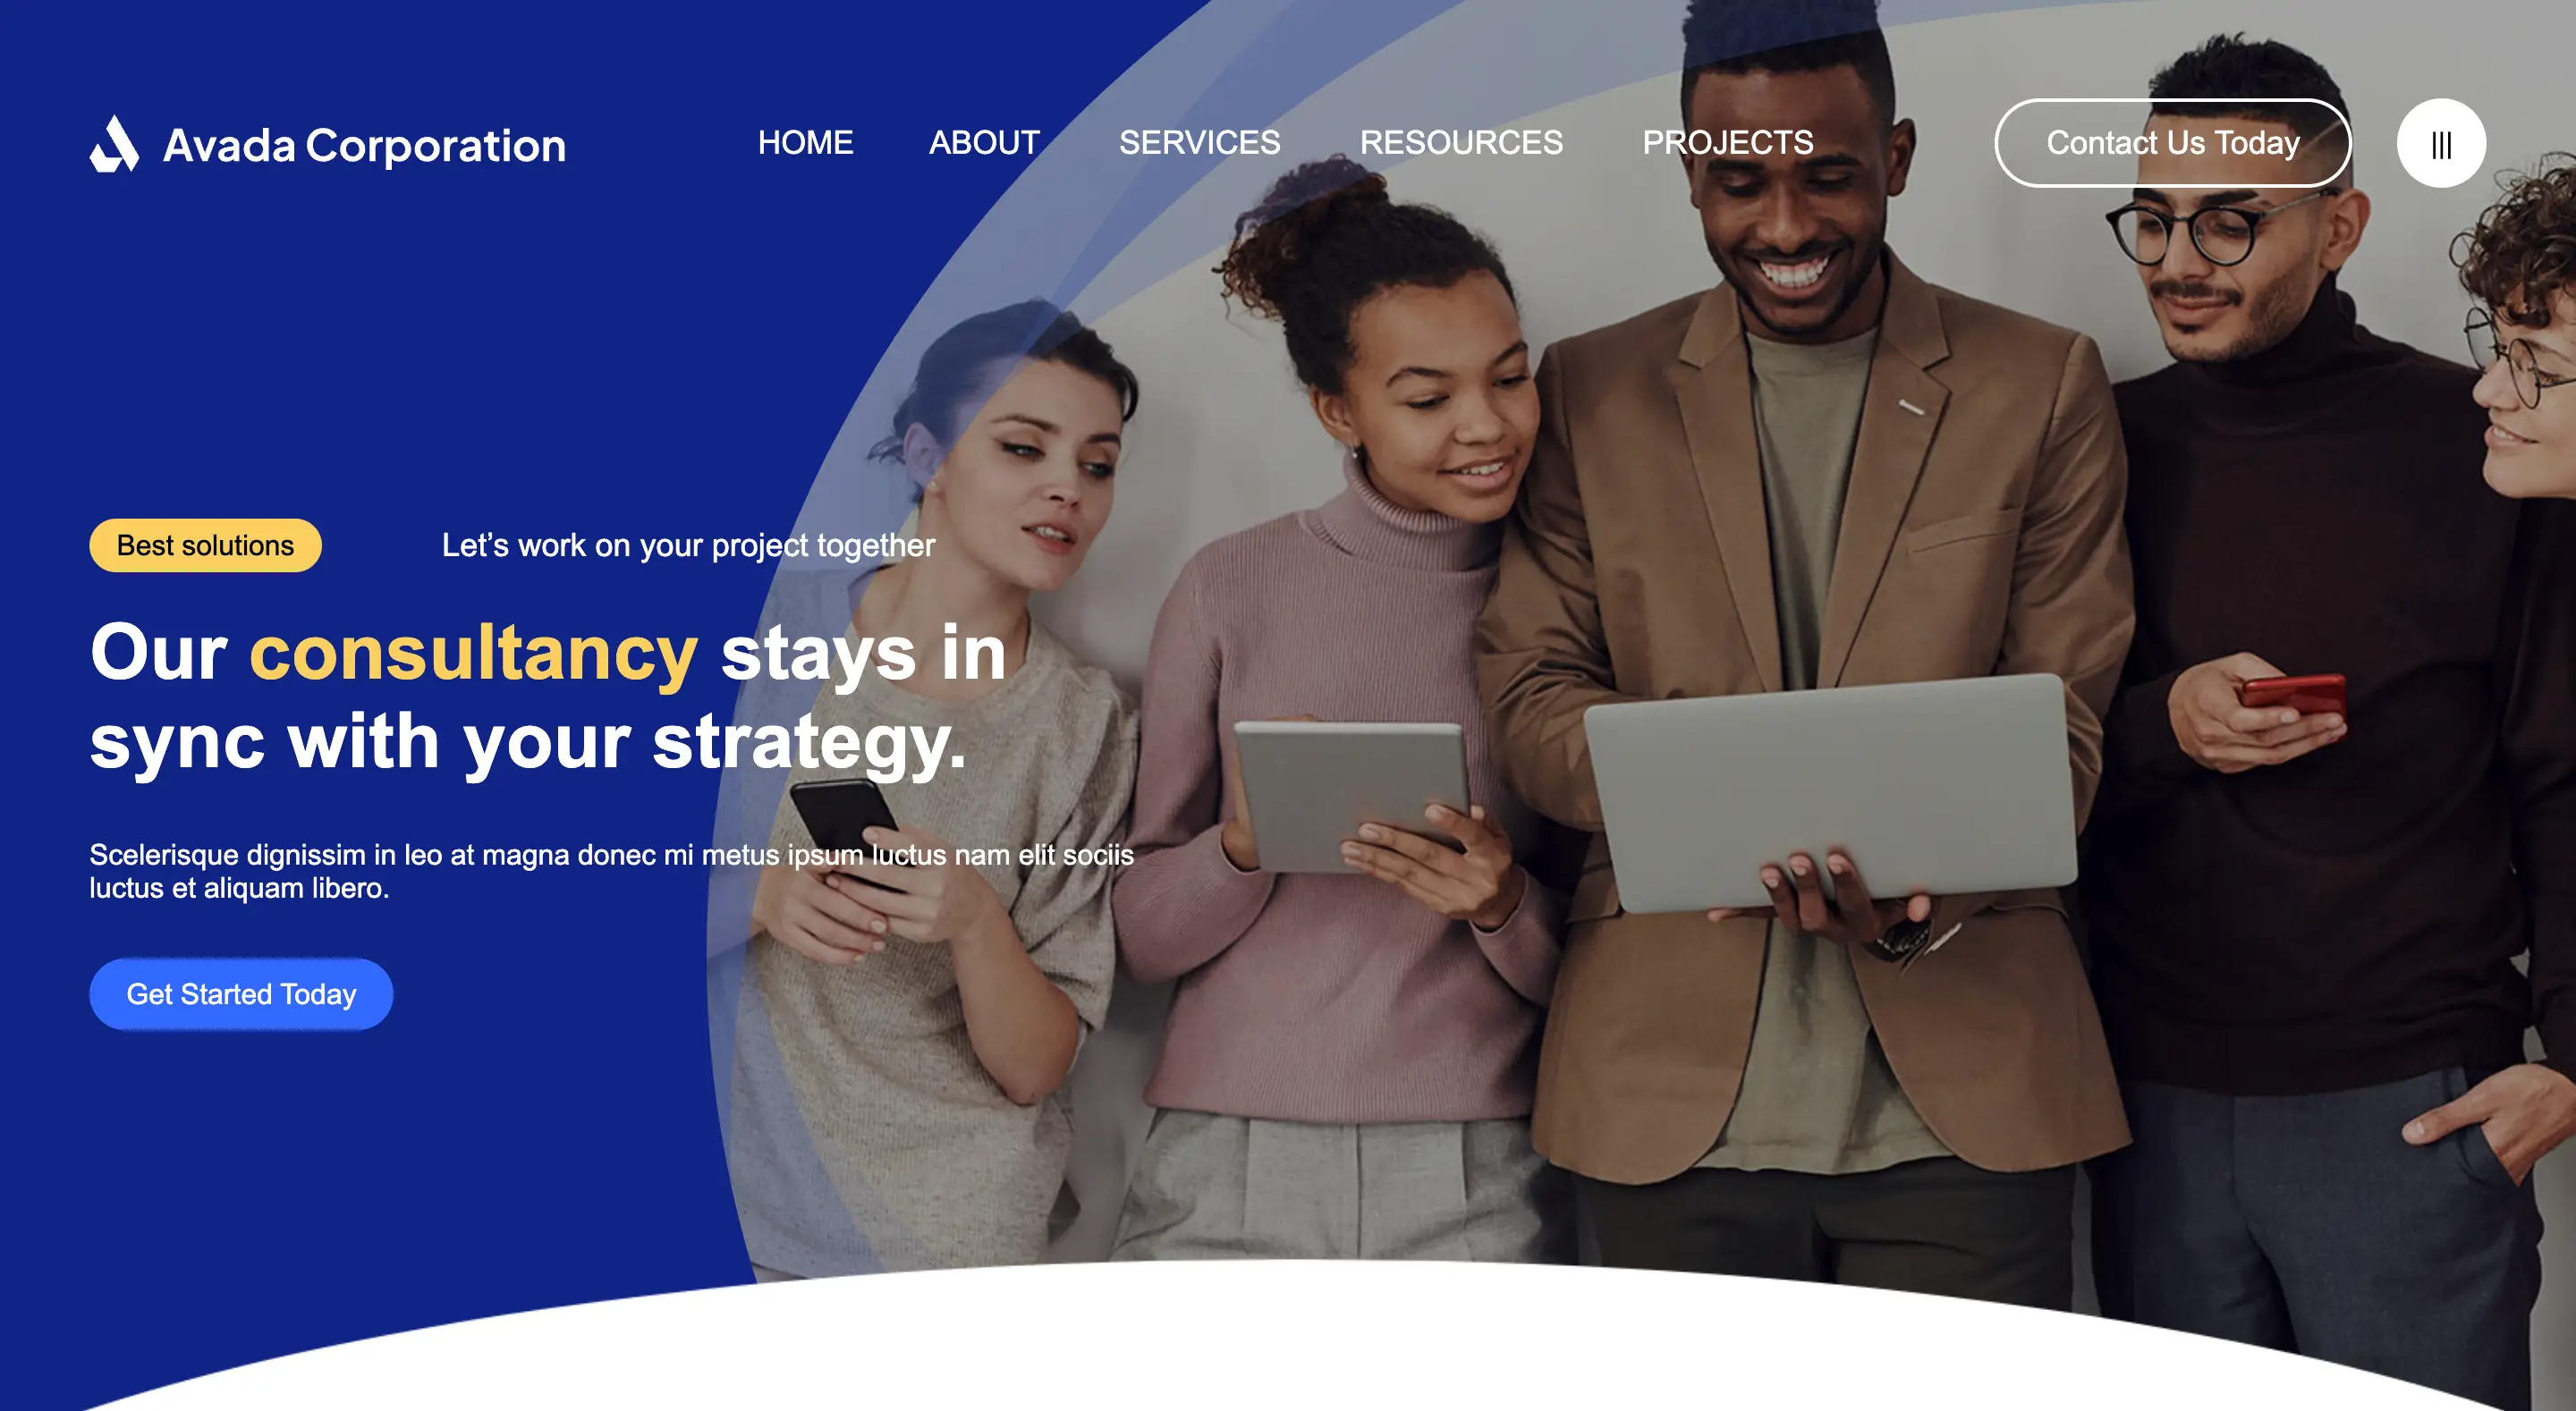 Avada Corporation
HOME ABOUT SERVICES RESOURCES PROJECTS
Contact Us Today
Best solutions
Let’s work on your project together
Our consultancy stays in
sync with your strategy.
Scelerisque dignissim in leo at magna donec mi metus ipsum luctus nam elit sociis
luctus et aliquam libero.
Get Started Today